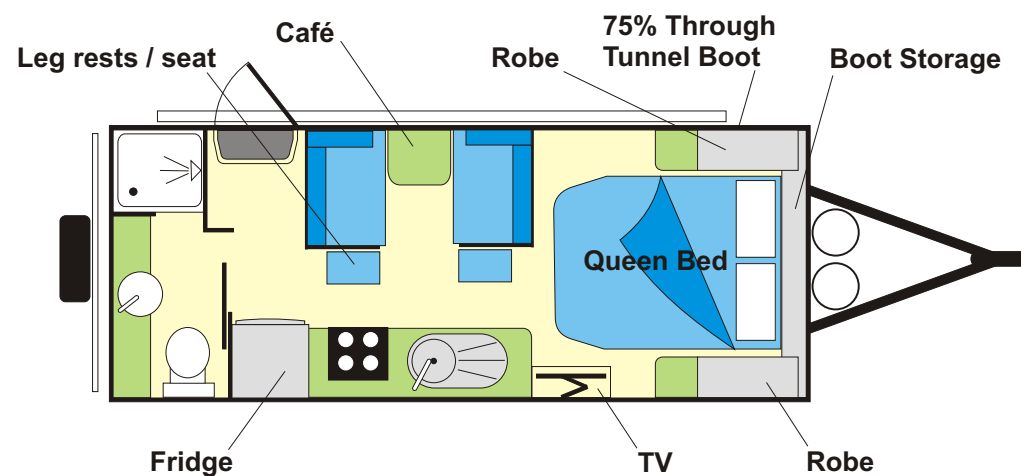 Café
Leg rests / seat
Robe
75% Through
Tunnel Boot
Boot Storage
Queen Bed
Fridge
TV
Robe